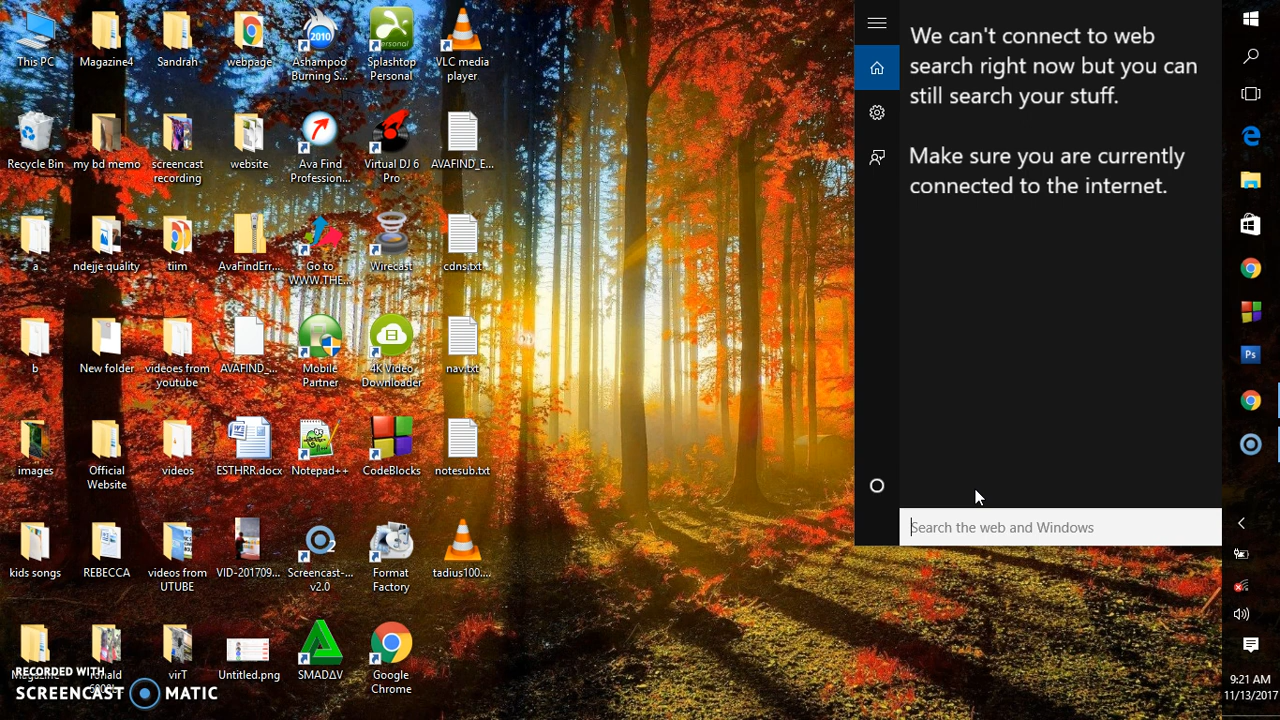 This PC
Magazine4
Sandrah
webpage
Ashampoo
Burning S...
Splashtop
Personal
VLC media
player
Recycle Bin
my bd memo
screencast
recording
website
Ava Find
Profession...
Virtual DJ 6
Pro
AVAFIND_E...
a
ndejje quality
tiim
AvaFindErr...
Go to
WWW.THE...
Wirecast
cdns.txt
b
New folder
videoes from
youtube
AVAFIND_...
Mobile
Partner
4K Video
Downloader
nav.txt
images
Official
Website
videos
ESTHRR.docx
Notepad++
CodeBlocks
notesub.txt
kids songs
REBECCA
videos from
UTUBE
VID-201709...
Screencast-...
v2.0
Format
Factory
tadius100....
virT
Untitled.png
SMADΔV
Google
Chrome
RECORDED WITH
SCREENCAST MATIC
We can't connect to web
search right now but you can
still search your stuff.
Make sure you are currently
connected to the internet.
Search the web and Windows
2010
personal
Ps
9:21 AM
11/13/2017